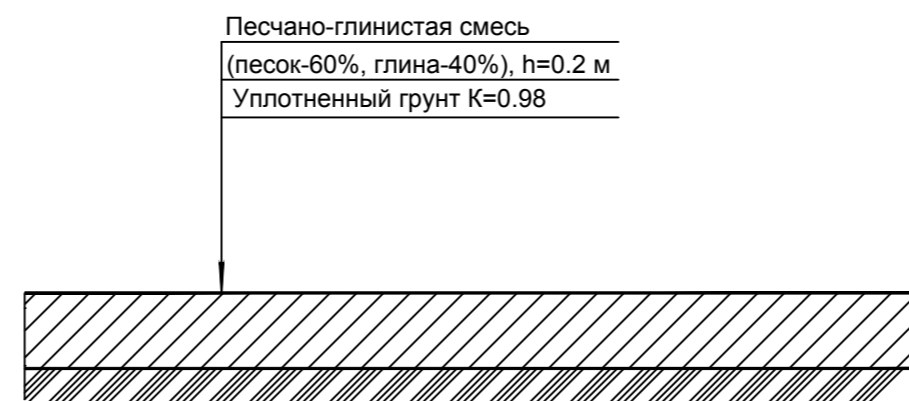 Песчано-глинистая смесь
(песок-60%, глина-40%), h=0.2 м
Уплотненный грунт К=0.98